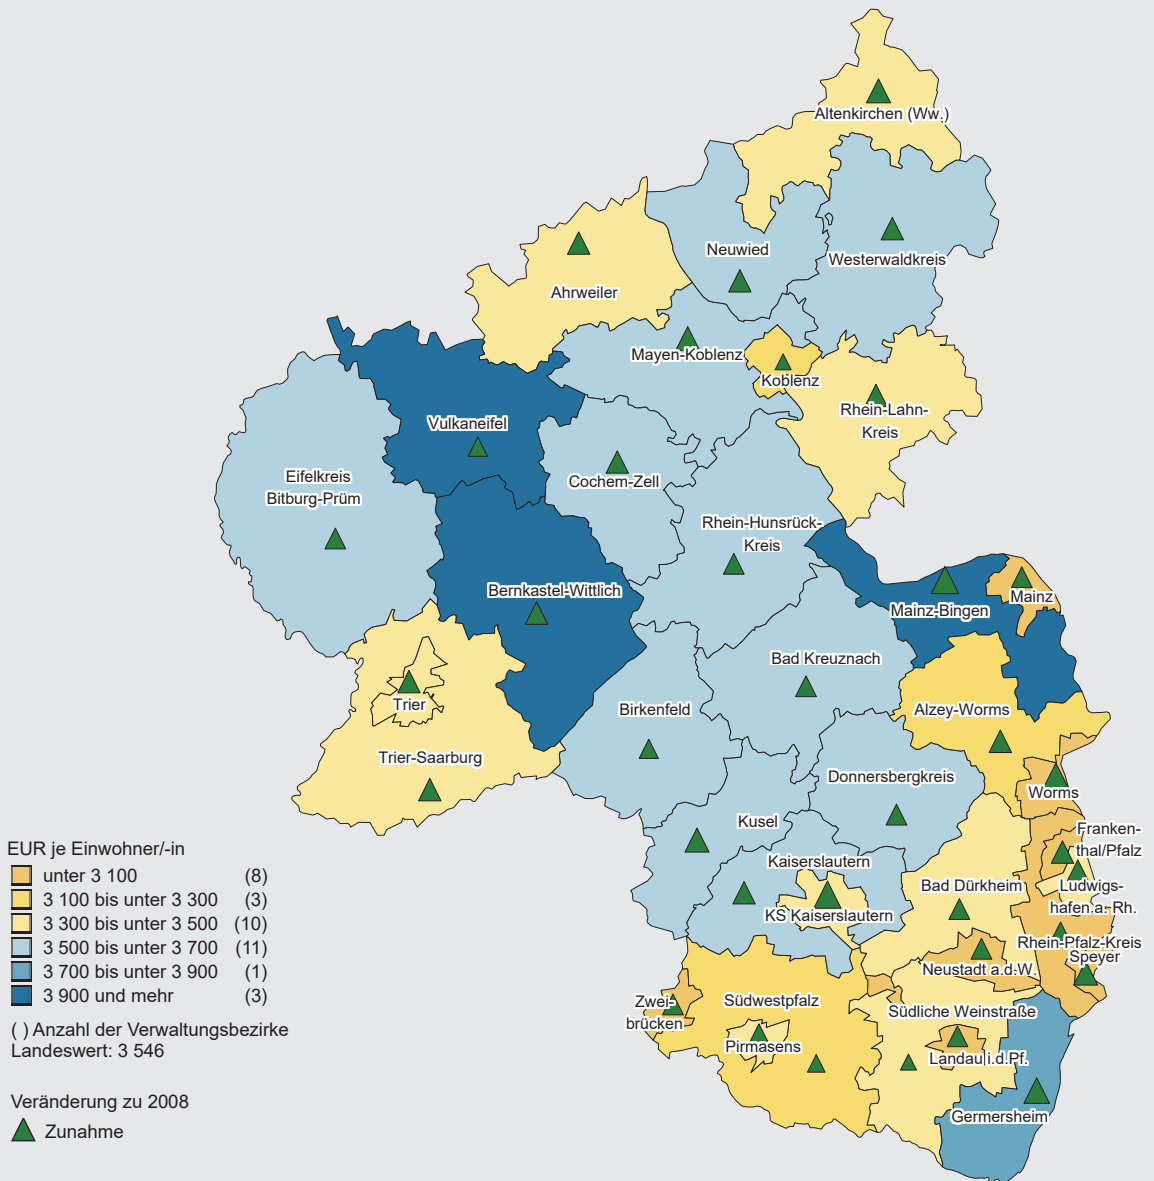 Altenkirchen (Ww.)
Neuwied
Westerwaldkreis
Ahrweiler
Mayen-Koblenz
Koblenz
Rhein-Lahn-
Kreis
Vulkaneifel
Eifelkreis
Bitburg-Prüm
Cochem-Zell
Rhein-Hunsrück-
Kreis
Bernkastel-Wittlich
Mainz-Bingen
Mainz
Bad Kreuznach
Trier
Birkenfeld
Alzey-Worms
Trier-Saarburg
Donnersbergkreis
Worms
Kusel
Franken-
thal/Pfalz
Kaiserslautern
Bad Dürkheim
Ludwigs-
hafen a. Rh.
KS Kaiserslautern
Rhein-Pfalz-Kreis
Speyer
Neustadt a.d.W.
Zwei-
brücken
Südwestpfalz
Südliche Weinstraße
Pirmasens
Landau i.d.Pf.
Germersheim
EUR je Einwohner/-in
unter 3 100 (8)
3 100 bis unter 3 300 (3)
3 300 bis unter 3 500 (10)
3 500 bis unter 3 700 (11)
3 700 bis unter 3 900 (1)
3 900 und mehr (3)
( ) Anzahl der Verwaltungsbezirke
Landeswert: 3 546
Veränderung zu 2008
Zunahme